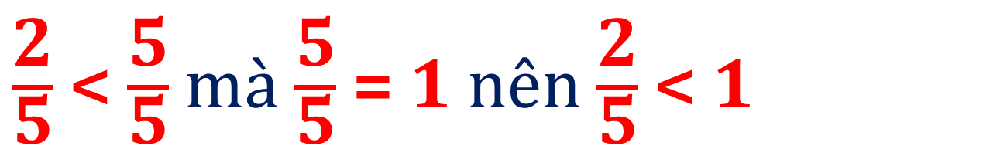 2/5 < 5/5 mà 5/5 = 1 nên 2/5 < 1